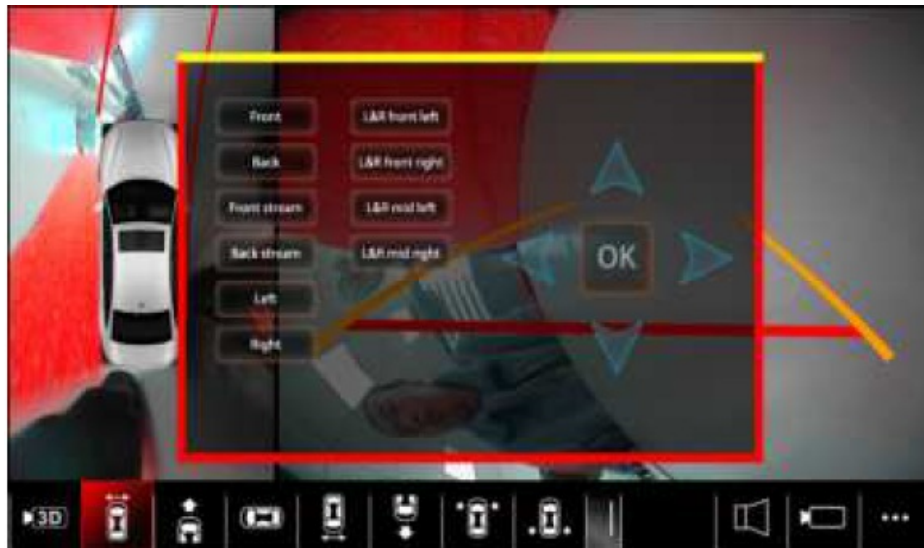 Front
L&R front left
Back
L&R front right
Front stream
L&R mid left
Back stream
L&R mid right
Left
Right
OK
3D